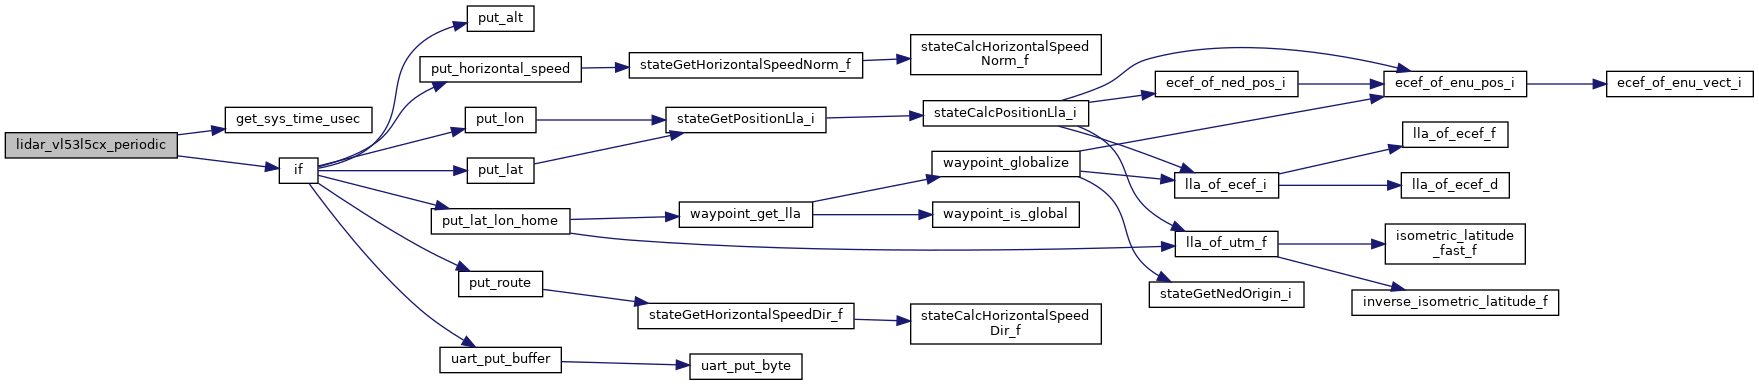 lidar_vl53l5cx_periodic
get_sys_time_usec
if
put_alt
put_horizontal_speed
put_lon
put_lat
put_lat_lon_home
put_route
uart_put_buffer
stateGetHorizontalSpeedNorm_f
stateGetPositionLla_i
waypoint_get_lla
stateGetHorizontalSpeedDir_f
uart_put_byte
stateCalcHorizontalSpeed
Norm_f
stateCalcPositionLla_i
waypoint_globalize
waypoint_is_global
stateCalcHorizontalSpeed
Dir_f
ecef_of_ned_pos_i
lla_of_ecef_i
lla_of_utm_f
stateGetNedOrigin_i
ecef_of_enu_pos_i
lla_of_ecef_f
lla_of_ecef_d
isometric_latitude
_fast_f
inverse_isometric_latitude_f
ecef_of_enu_vect_i